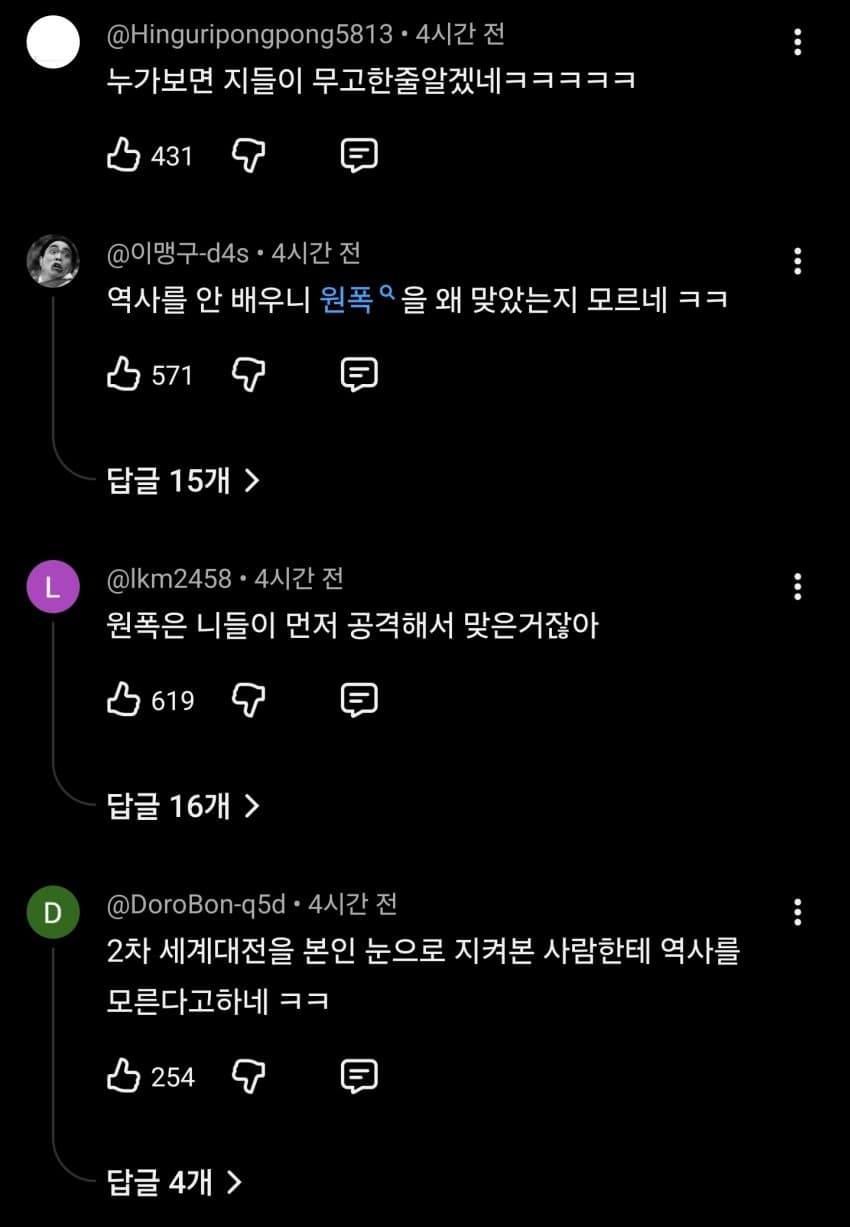 @Hinguripongpong5813 • 4시간 전
누가보면 지들이 무고한줄알겠네ㅋㅋㅋㅋㅋ
431
@이맹구-d4s • 4시간 전
역사를 안 배우니 원폭을 왜 맞았는지 모르네 ㅋㅋ
571
답글 15개
L
@lkm2458 • 4시간 전
원폭은 니들이 먼저 공격해서 맞은거잖아
619
답글 16개
D
@DoroBon-q5d • 4시간 전
2차 세계대전을 본인 눈으로 지켜본 사람한테 역사를
모른다고하네 ㅋㅋ
254
답글 4개